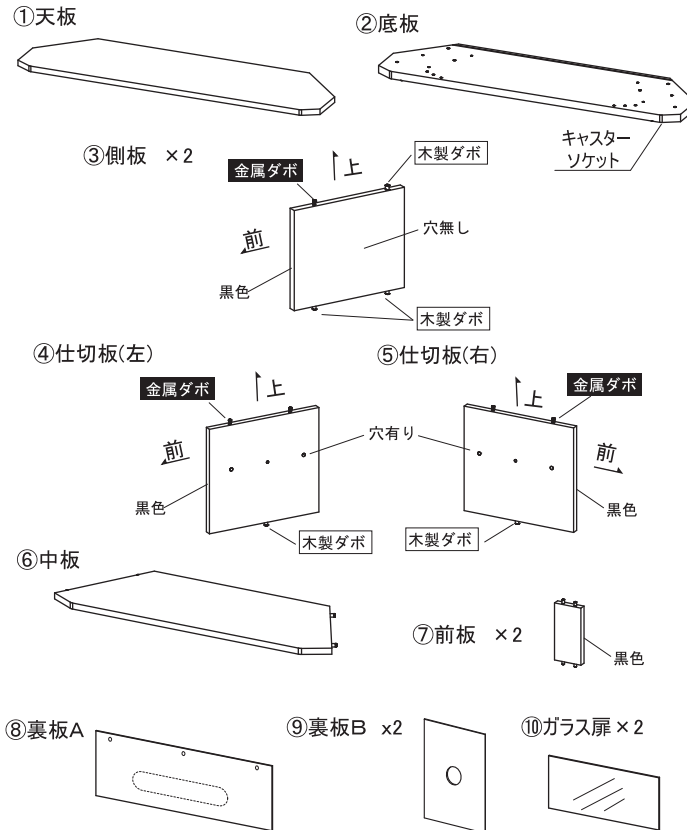 ①天板
②底板
キャスター
ソケット
③側板 ×2
金属ダボ
上
木製ダボ
前
穴無し
黒色
木製ダボ
④仕切板(左)
⑤仕切板(右)
金属ダボ
上
上
金属ダボ
前
穴有り
前
黒色
黒色
木製ダボ
木製ダボ
⑥中板
⑦前板 ×2
黒色
⑧裏板A
⑨裏板B x2
⑩ガラス扉×2